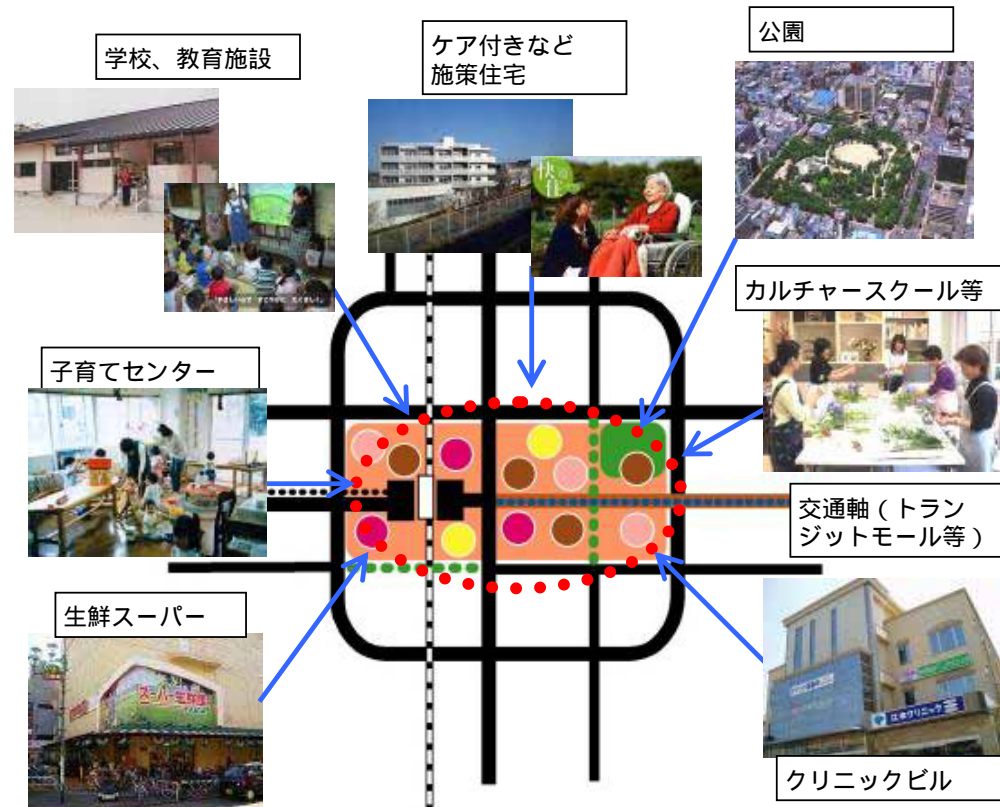 学校、教育施設
ケア付きなど
施策住宅
公園
快
住
カルチャースクール等
子育てセンター
交通軸(トラン
ジットモール等)
生鮮スーパー
クリニックビル